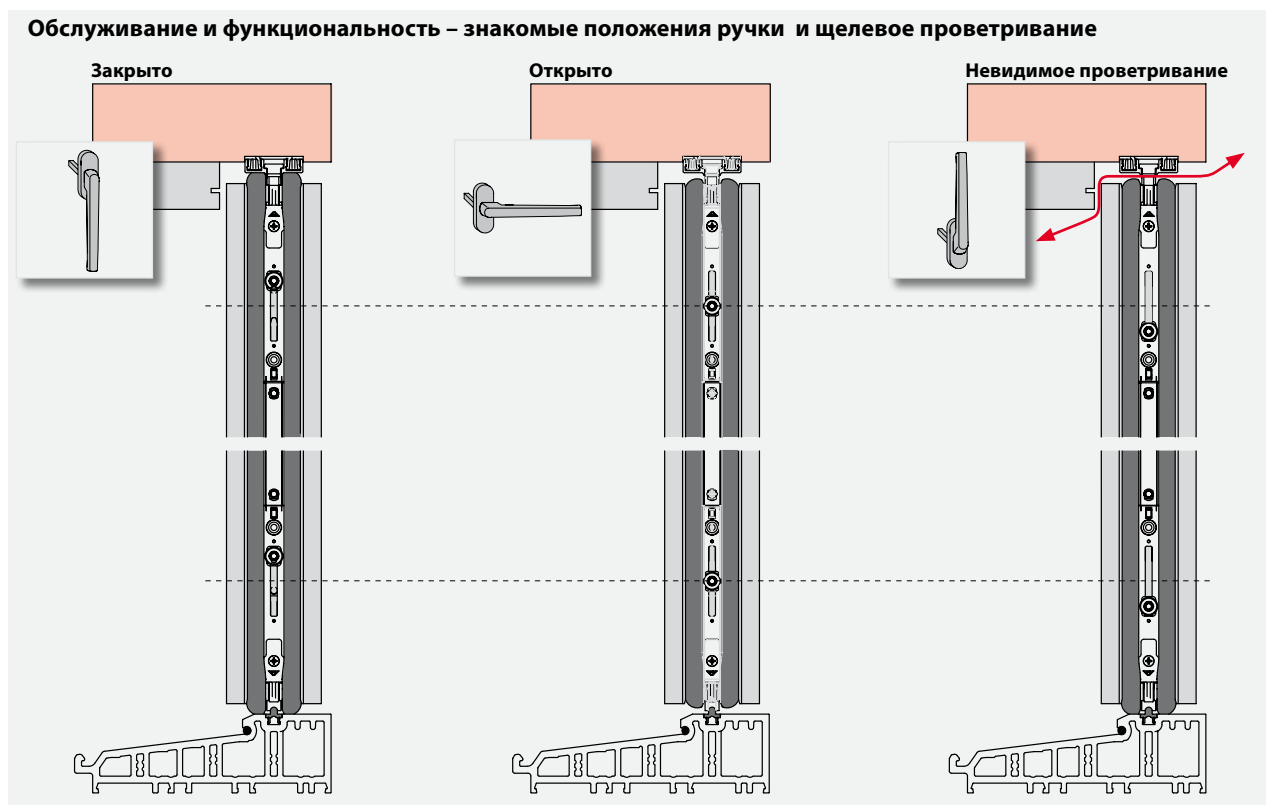 Обслуживание и функциональность – знакомые положения ручки и щелевое проветривание
Закрыто
Открыто
Невидимое проветривание